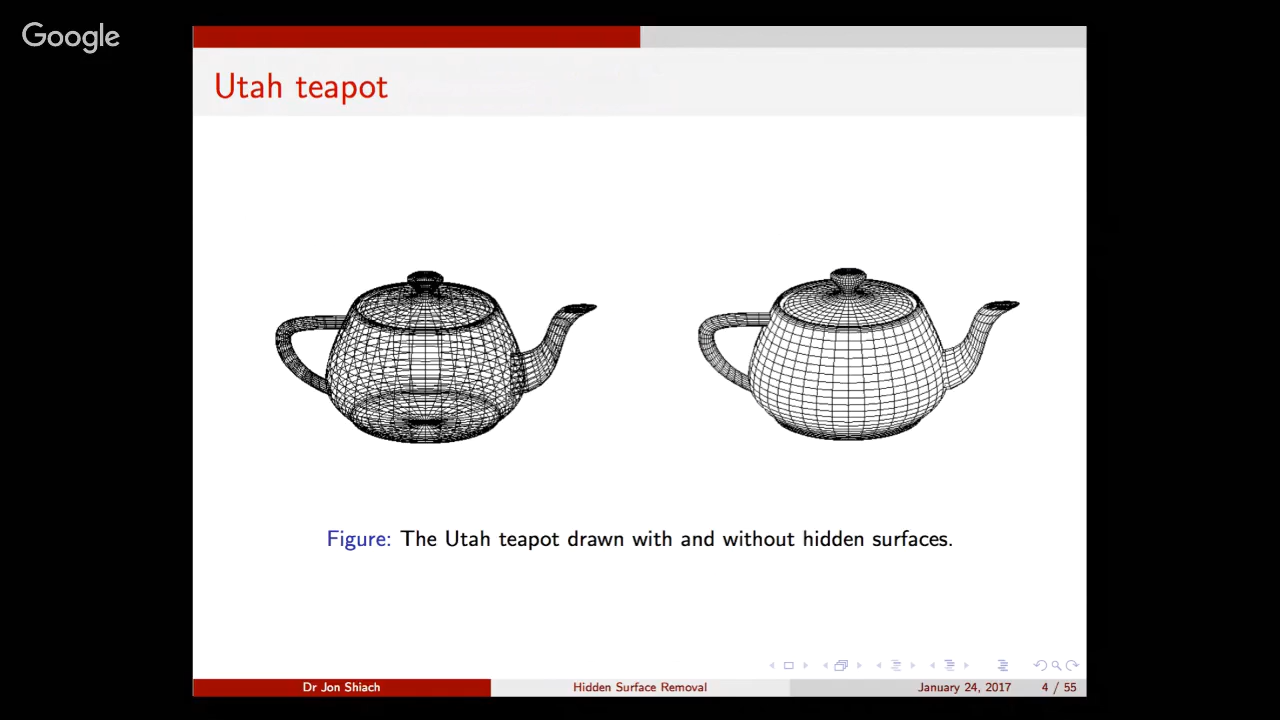 Google
Utah teapot
Figure: The Utah teapot drawn with and without hidden surfaces.
Dr Jon Shiach
Hidden Surface Removal
January 24, 2017
4 / 55